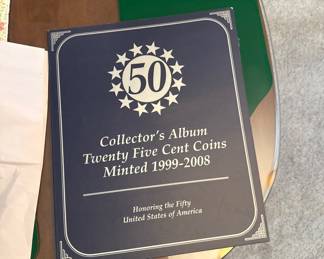 50
Collector's Album
Twenty Five Cent Coins
Minted 1999-2008
Honoring the Fifty
United States of America